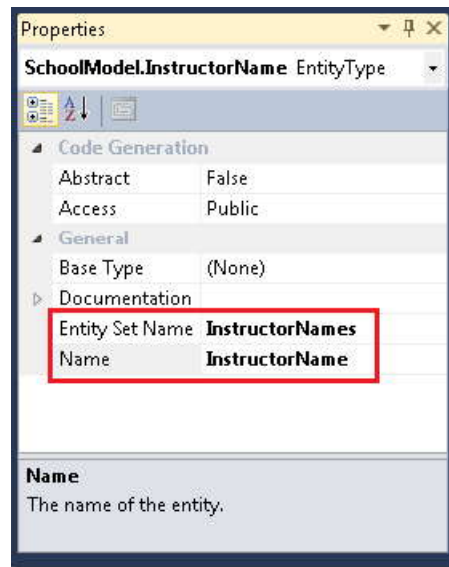 Properties
SchoolModel.InstructorName EntityType
Code Generation
Abstract False
Access Public
General
Base Type (None)
Documentation
Entity Set Name InstructorNames
Name InstructorName
Name
The name of the entity.